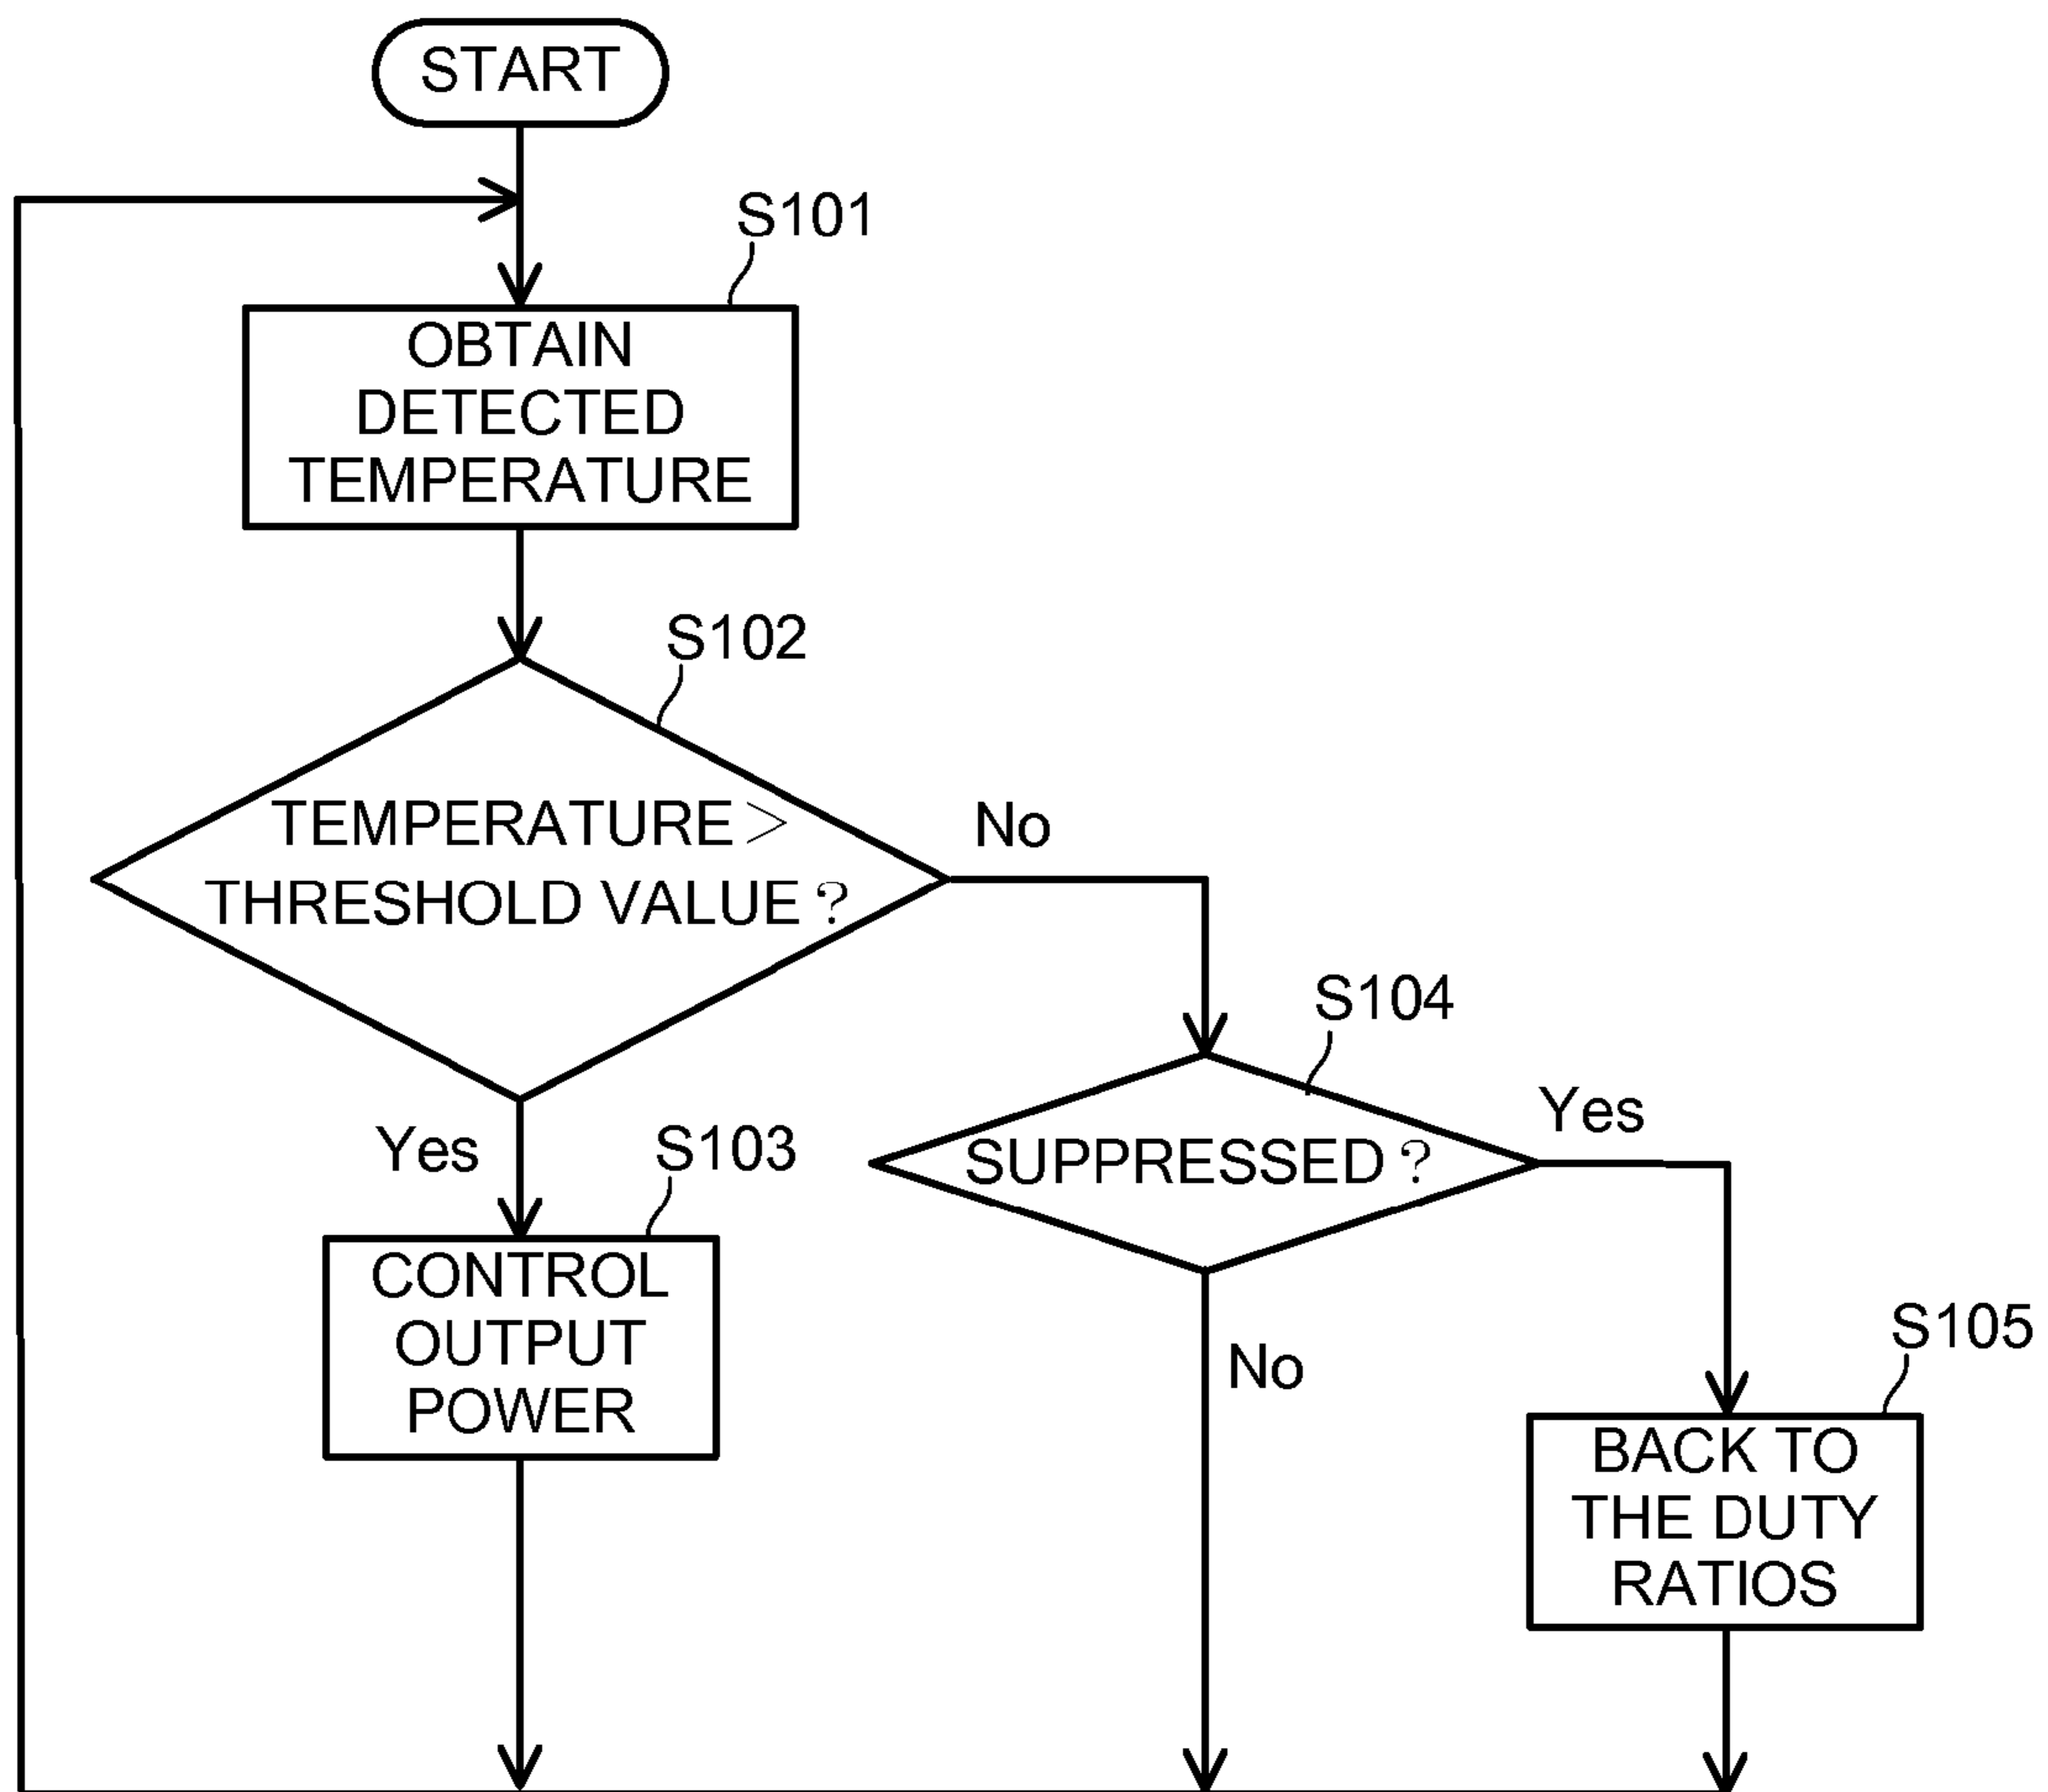 START
S101
OBTAIN
DETECTED
TEMPERATURE
S102
TEMPERATURE >
THRESHOLD VALUE ?
No
Yes
S103
CONTROL
OUTPUT
POWER
S104
SUPPRESSED ?
Yes
No
S105
BACK TO
THE DUTY
RATIOS